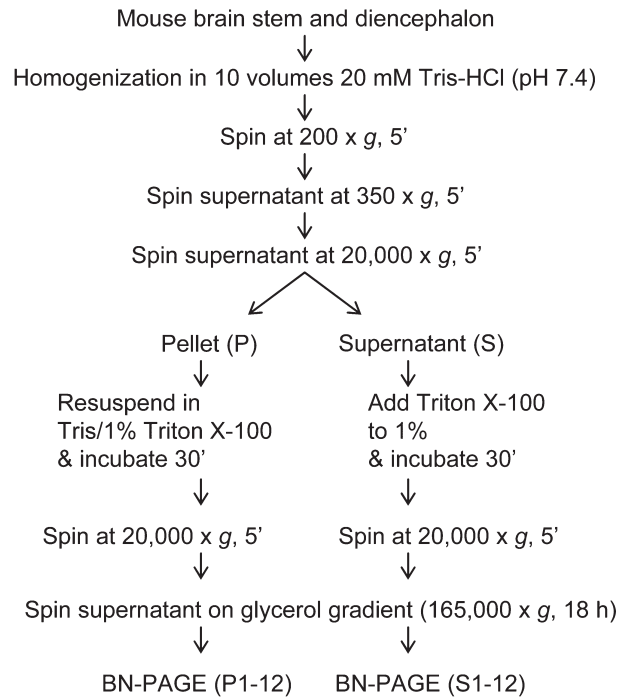 Mouse brain stem and diencephalon
Homogenization in 10 volumes 20 mM Tris-HCl (pH 7.4)
Spin at 200 x g, 5’
Spin supernatant at 350 x g, 5’
Spin supernatant at 20,000 x g, 5’
Pellet (P)
Resuspend in
Tris/1% Triton X-100
& incubate 30’
Spin at 20,000 x g, 5’
Supernatant (S)
Add Triton X-100
to 1%
& incubate 30’
Spin at 20,000 x g, 5’
Spin supernatant on glycerol gradient (165,000 x g, 18 h)
BN-PAGE (P1-12)
BN-PAGE (S1-12)